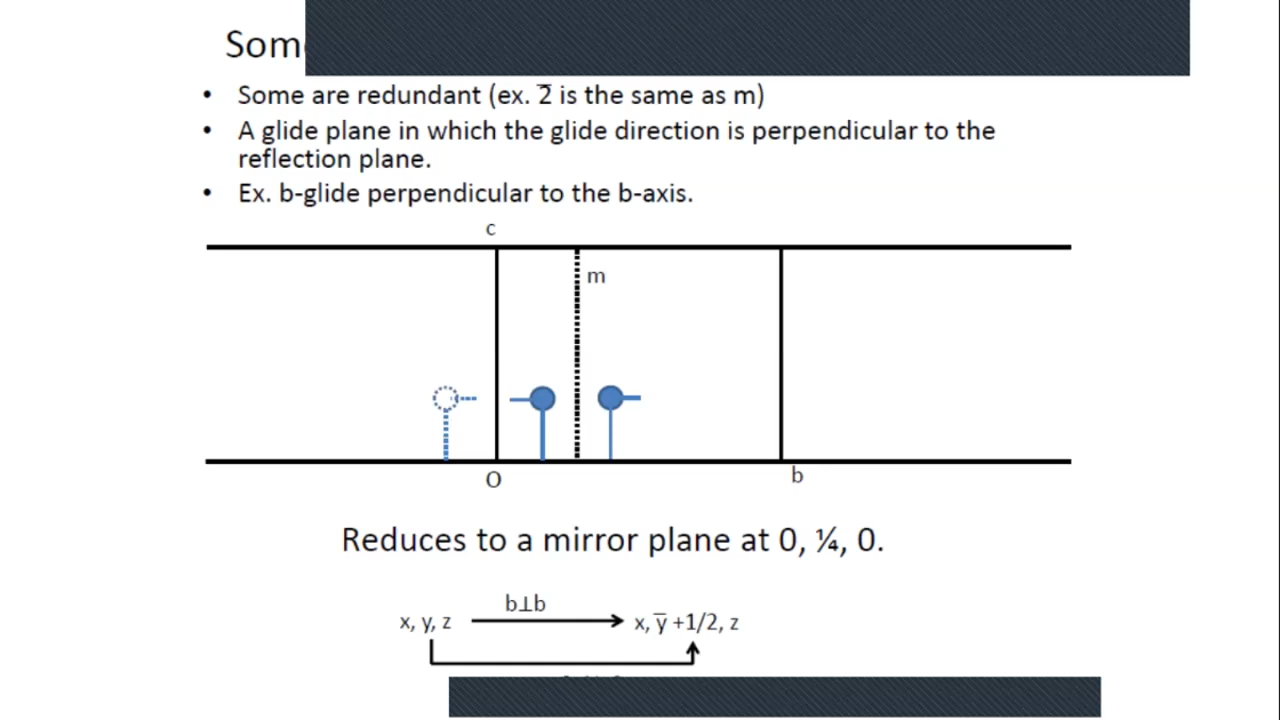 Som
• Some are redundant (ex. 2̅ is the same as m)
• A glide plane in which the glide direction is perpendicular to the
reflection plane.
• Ex. b-glide perpendicular to the b-axis.
c
m
O
b
Reduces to a mirror plane at 0, ¼, 0.
b⊥b
x, y, z
x, y̅ +1/2, z